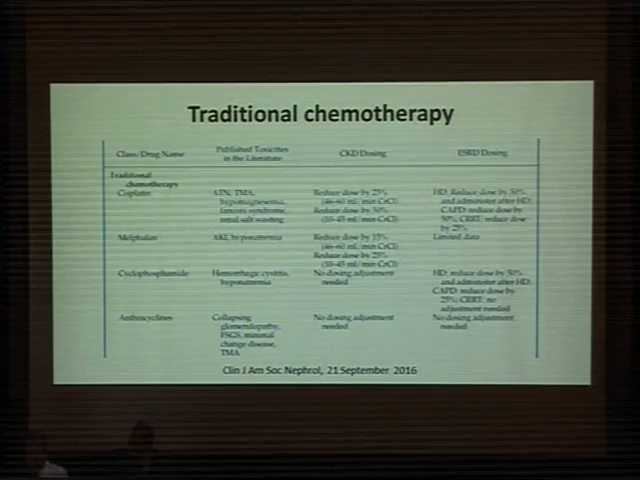 Traditional chemotherapy
Class/Drug Name
Published Toxicities
in the Literature
CKD Dosing
ESRD Dosing
Traditional
chemotherapy
Cisplatin
ATN, TMA,
hypomagnesemia,
fanconi syndrome,
renal salt wasting
Reduce dose by 25%
(46–60 ml/min CrCl)
Reduce dose by 50%
(10–45 ml/min CrCl)
HD: Reduce dose by 50%
and administer after HD;
CAPD: reduce dose by
50%; CRRT: reduce dose
by 25%
Melphalan
AKI, hyponatremia
Reduce dose by 15%
(46–60 ml/min CrCl)
Reduce dose by 25%
(10–45 ml/min CrCl)
Limited data
Cyclophosphamide
Hemorrhagic cystitis,
hyponatremia
No dosing adjustment
needed
HD: reduce dose by 50%
and administer after HD;
CAPD: reduce dose by
25%; CRRT: no
adjustment needed
Anthracyclines
Collapsing
glomerulopathy,
FSGS, minimal
change disease,
TMA
No dosing adjustment
needed
No dosing adjustment
needed
Clin J Am Soc Nephrol, 21 September 2016